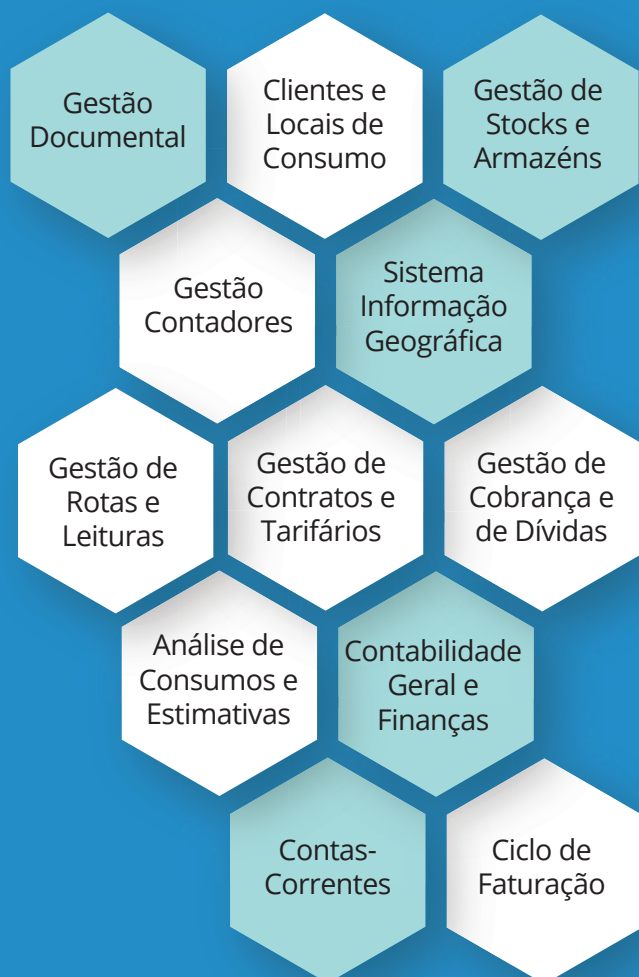 Gestão
Documental
Clientes e
Locais de
Consumo
Gestão de
Stocks e
Armazéns
Gestão
Contadores
Sistema
Informação
Geográfica
Gestão de
Rotas e
Leituras
Gestão de
Contratos e
Tarifários
Gestão de
Cobrança e
de Dívidas
Análise de
Consumos e
Estimativas
Contabilidade
Geral e
Finanças
Contas-
Correntes
Ciclo de
Faturação